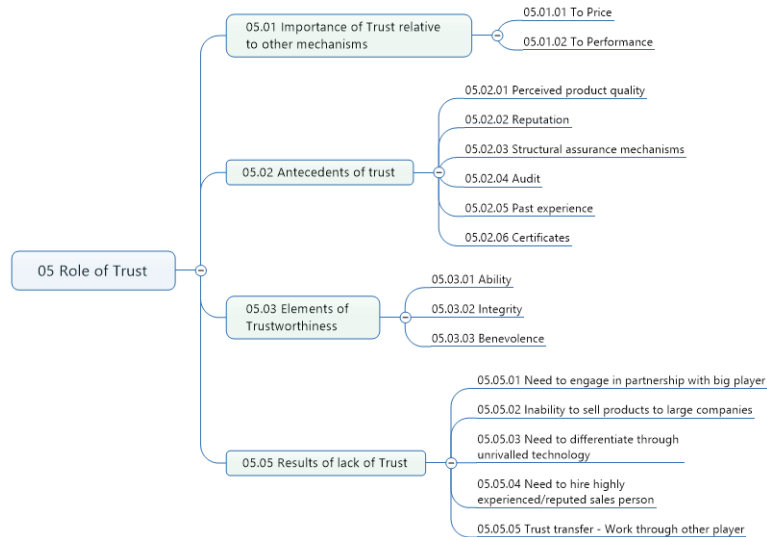 05 Role of Trust
05.01 Importance of Trust relative
to other mechanisms
05.01.01 To Price
05.01.02 To Performance
05.02 Antecedents of trust
05.02.01 Perceived product quality
05.02.02 Reputation
05.02.03 Structural assurance mechanisms
05.02.04 Audit
05.02.05 Past experience
05.02.06 Certificates
05.03 Elements of
Trustworthiness
05.03.01 Ability
05.03.02 Integrity
05.03.03 Benevolence
05.05 Results of lack of Trust
05.05.01 Need to engage in partnership with big player
05.05.02 Inability to sell products to large companies
05.05.03 Need to differentiate through
unrivalled technology
05.05.04 Need to hire highly
experienced/reputed sales person
05.05.05 Trust transfer - Work through other player